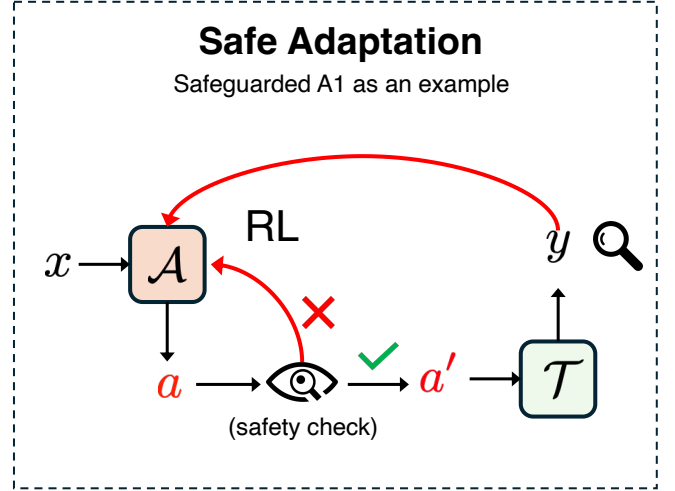 Safe Adaptation
Safeguarded A1 as an example
RL
x
𝒜
y
a
a′
𝒯
(safety check)